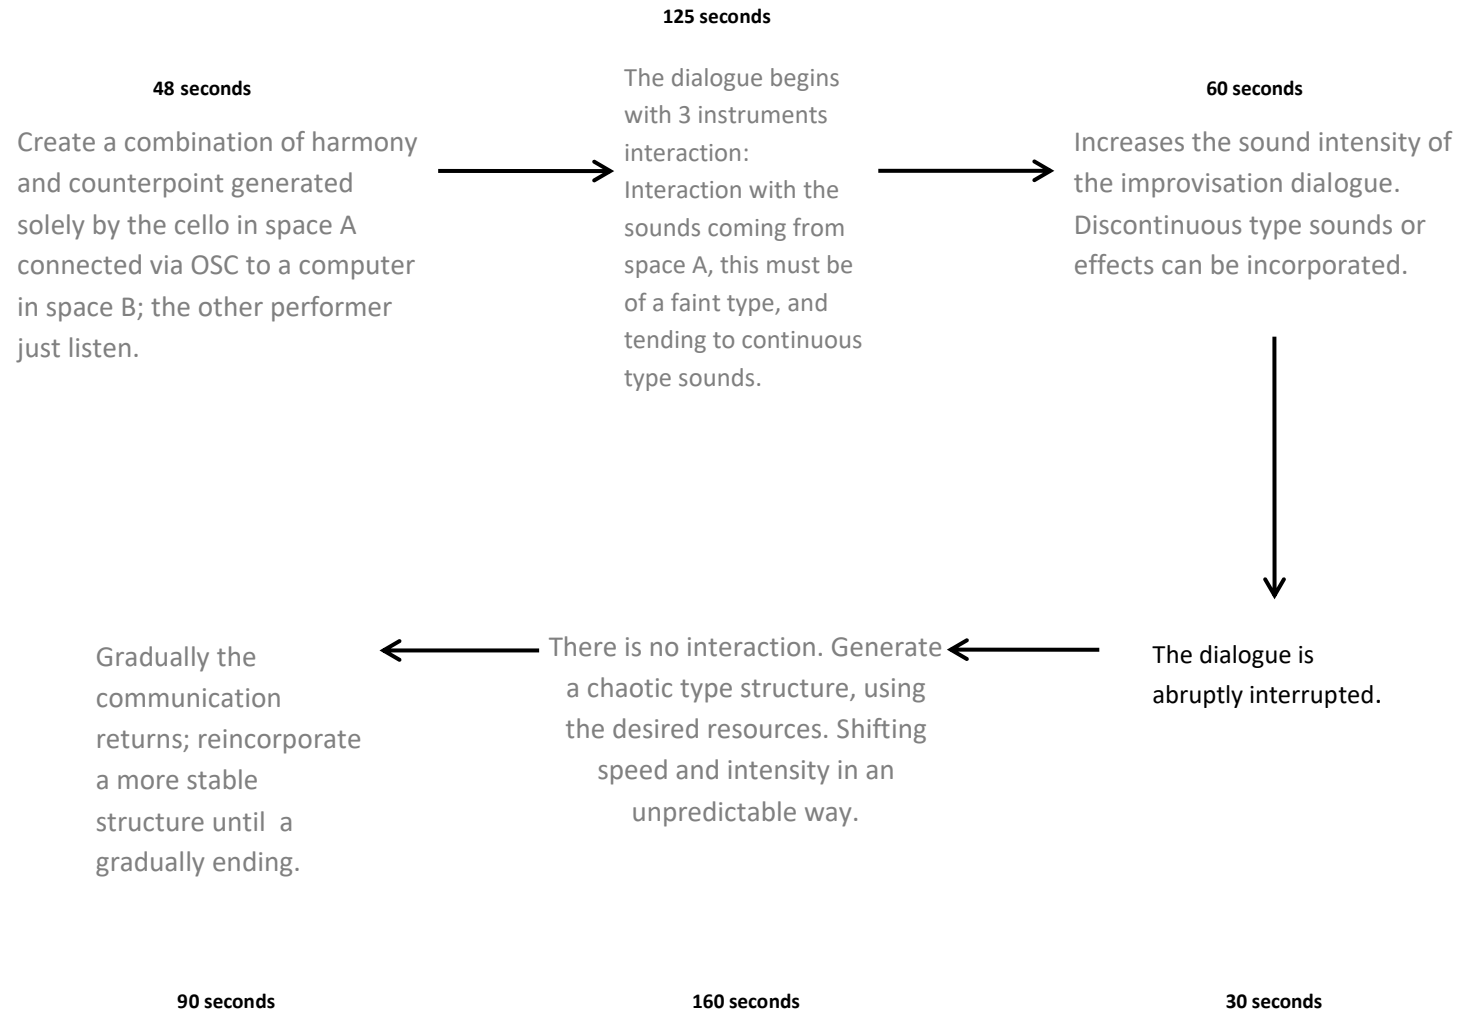 125 seconds
48 seconds
60 seconds
Create a combination of harmony
and counterpoint generated
solely by the cello in space A
connected via OSC to a computer
in space B; the other performer
just listen.
The dialogue begins
with 3 instruments
interaction:
Interaction with the
sounds coming from
space A, this must be
of a faint type, and
tending to continuous
type sounds.
Increases the sound intensity of
the improvisation dialogue.
Discontinuous type sounds or
effects can be incorporated.
The dialogue is
abruptly interrupted.
There is no interaction. Generate
a chaotic type structure, using
the desired resources. Shifting
speed and intensity in an
unpredictable way.
Gradually the
communication
returns; reincorporate
a more stable
structure until a
gradually ending.
90 seconds
160 seconds
30 seconds